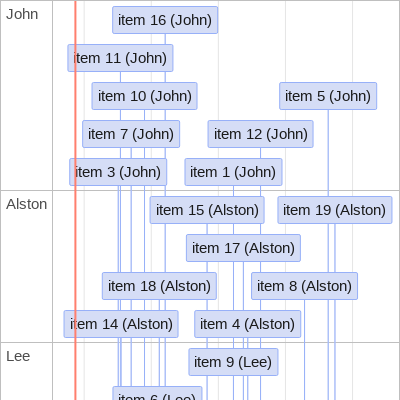 John
item 16 (John)
item 11 (John)
item 10 (John)
item 5 (John)
item 7 (John)
item 12 (John)
item 3 (John)
item 1 (John)
Alston
item 15 (Alston)
item 19 (Alston)
item 17 (Alston)
item 18 (Alston)
item 8 (Alston)
item 14 (Alston)
item 4 (Alston)
Lee
item 9 (Lee)
item 6 (Lee)